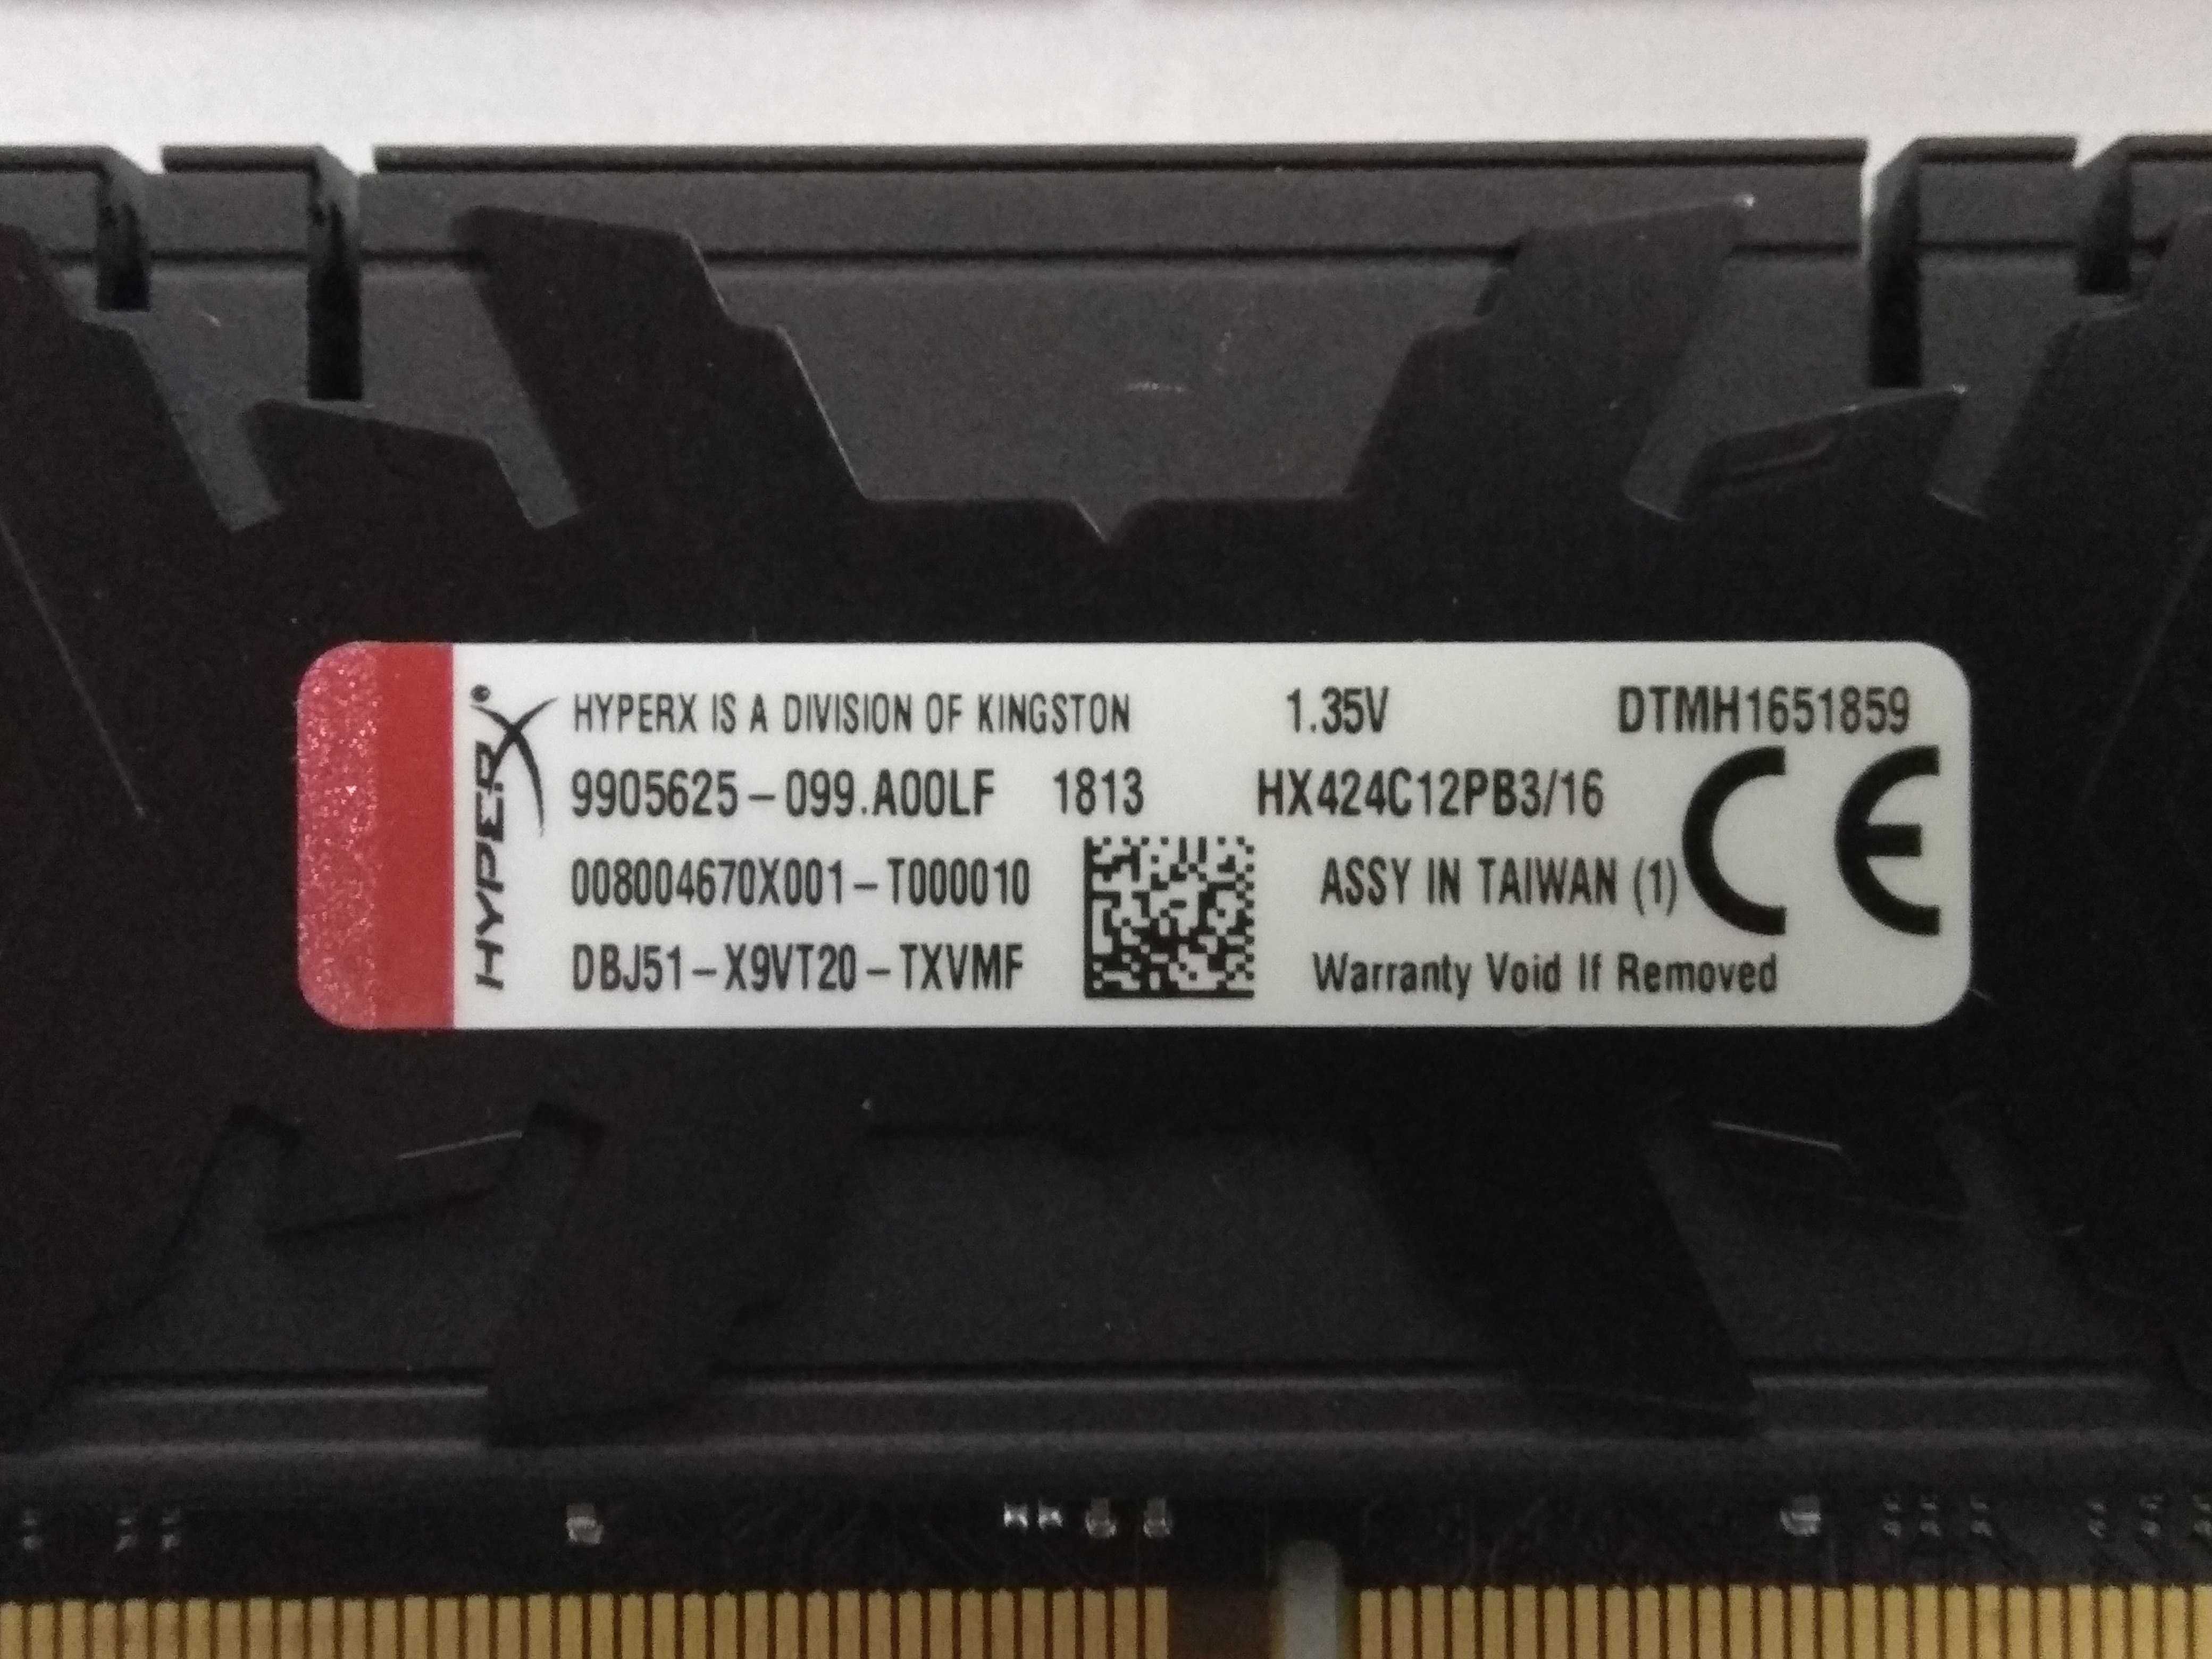 HYPERX®
HYPERX IS A DIVISION OF KINGSTON 1.35V DTMH1651859
9905625-099.A00LF 1813 HX424C12PB3/16
008004670X001-T000010 ASSY IN TAIWAN (1) CE
DBJ51-X9VT20-TXVMF Warranty Void If Removed